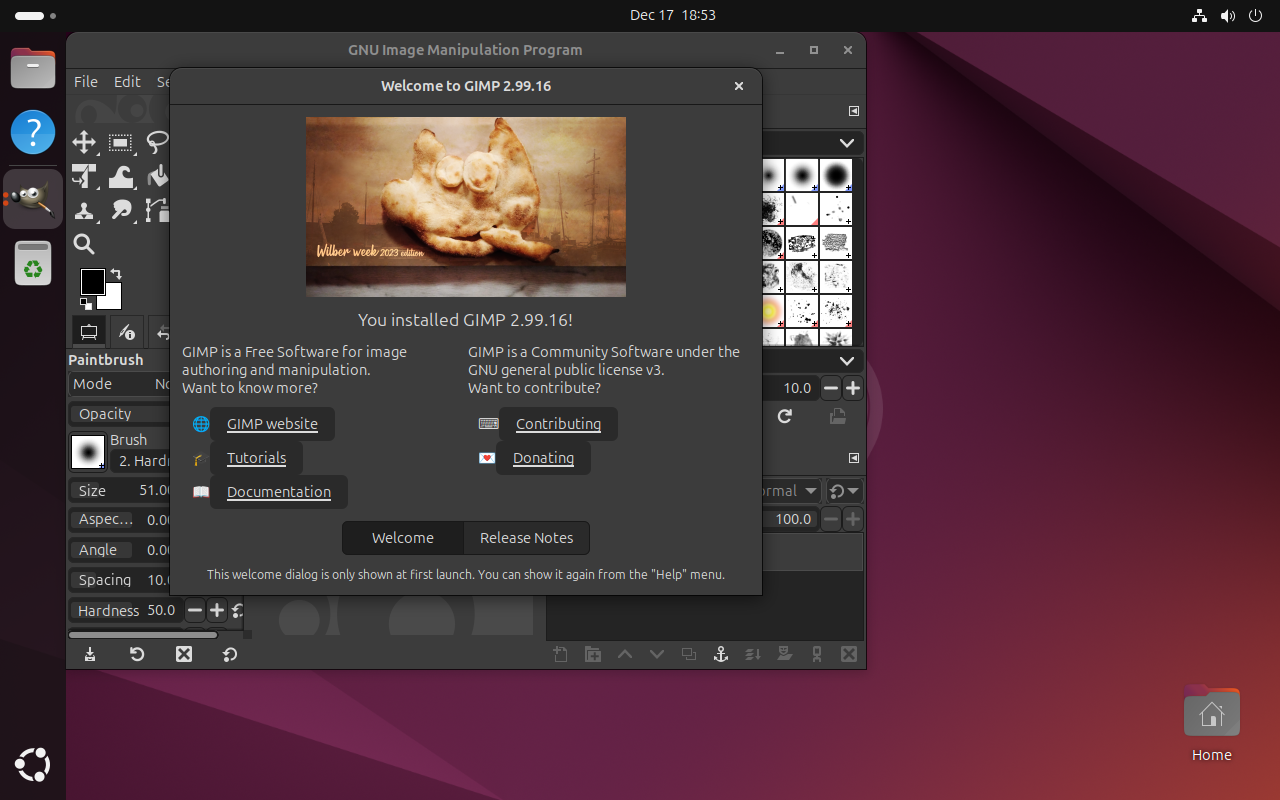 Dec 17 18:53
GNU Image Manipulation Program
File Edit
Welcome to GIMP 2.99.16
Wilber week 2023 edition
You installed GIMP 2.99.16!
GIMP is a Free Software for image
authoring and manipulation.
Want to know more?
GIMP website
Tutorials
Documentation
GIMP is a Community Software under the
GNU general public license v3.
Want to contribute?
Contributing
Donating
Welcome Release Notes
This welcome dialog is only shown at first launch. You can show it again from the "Help" menu.
Paintbrush
Mode
Opacity
Brush
2. Hard
Size 51.00
Aspec... 0.00
Angle 0.00
Spacing 10.0
Hardness 50.0
10.0
100.0
Home